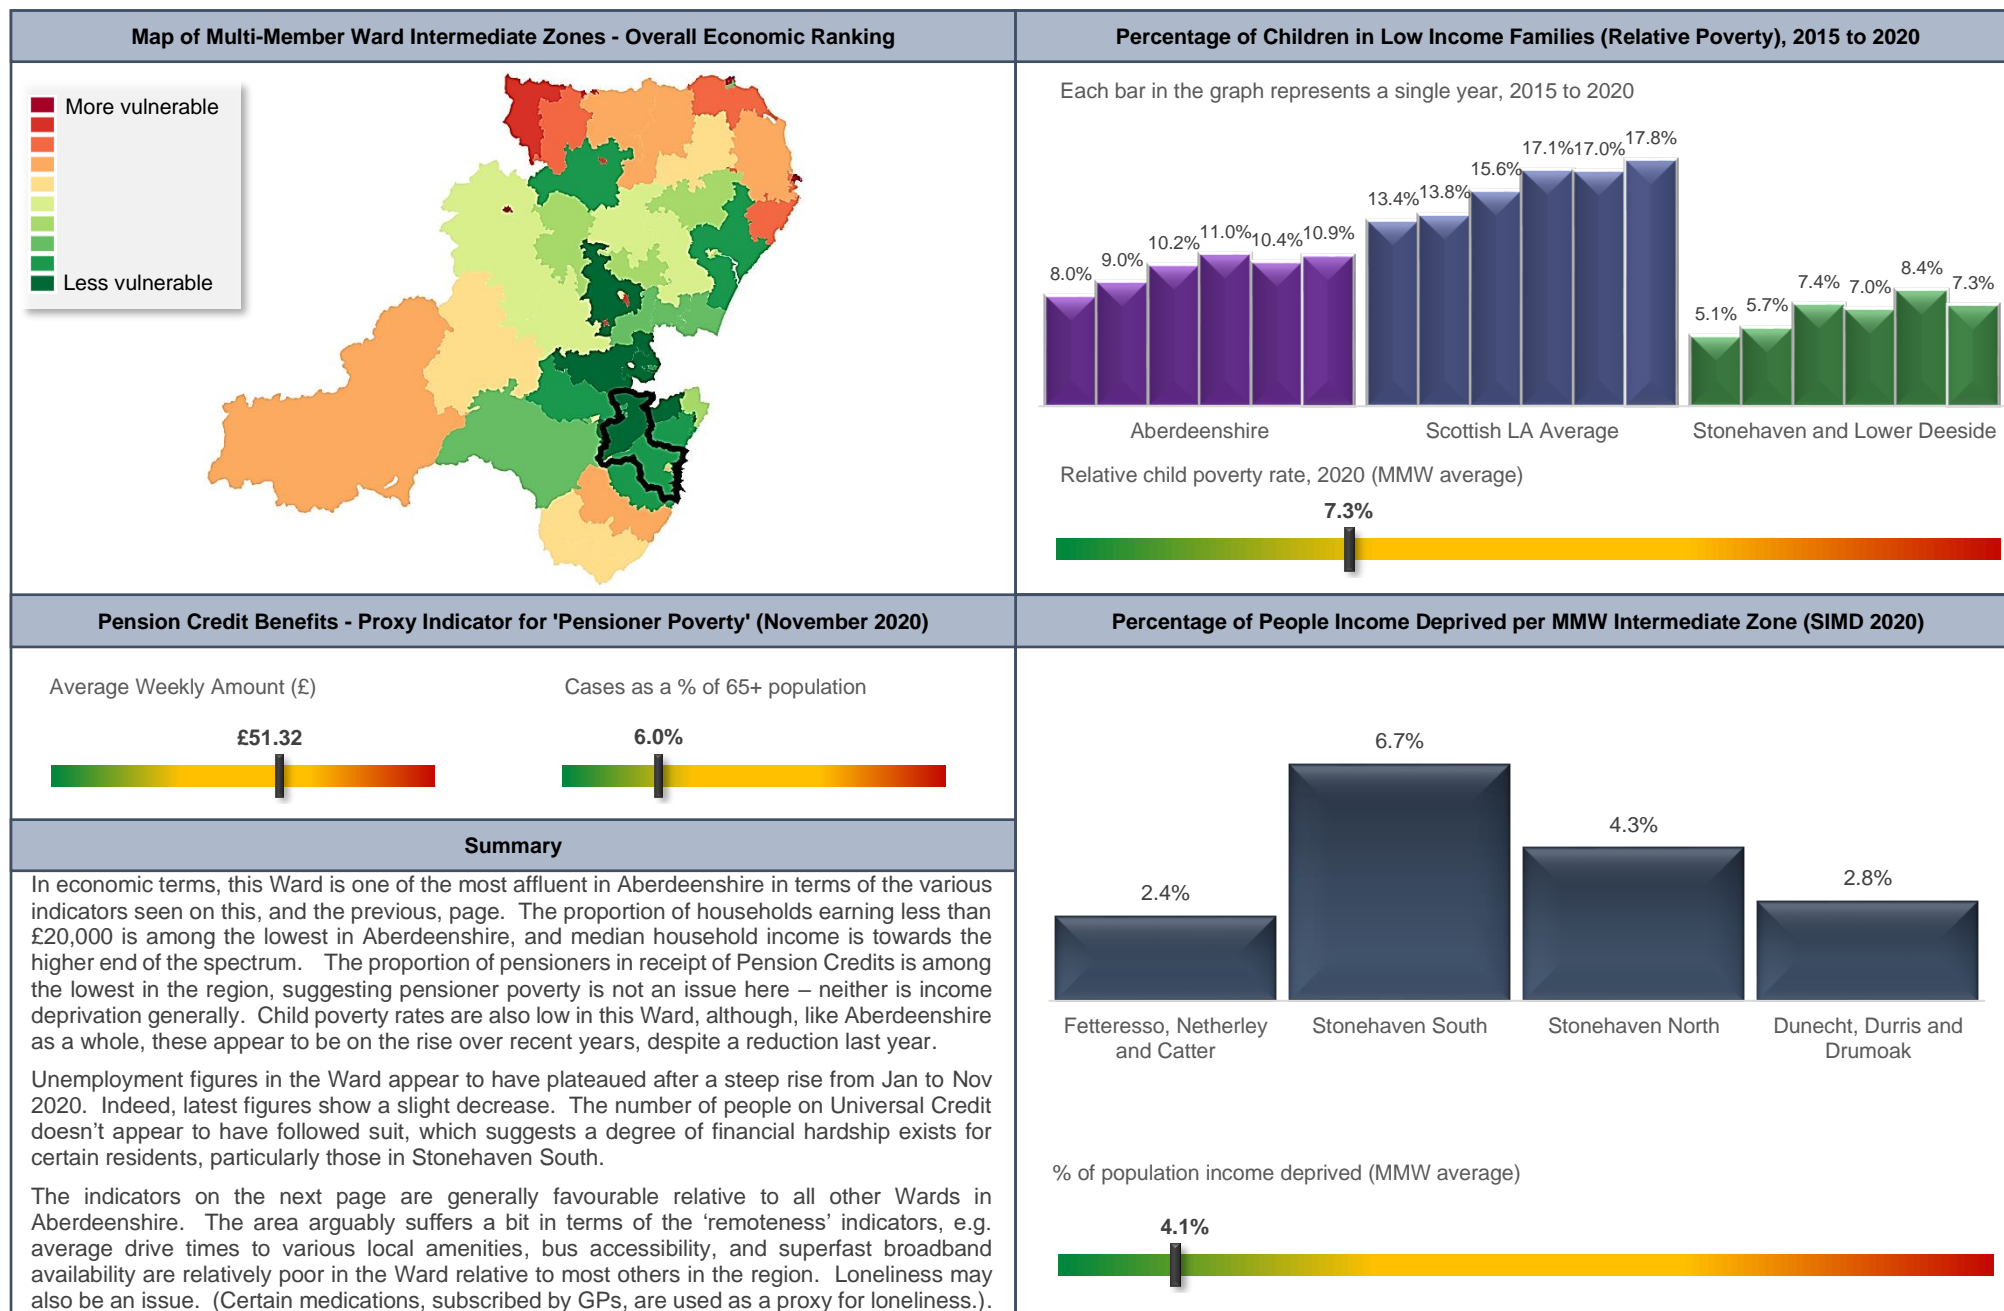 Map of Multi-Member Ward Intermediate Zones - Overall Economic Ranking
More vulnerable
Less vulnerable
Percentage of Children in Low Income Families (Relative Poverty), 2015 to 2020
Each bar in the graph represents a single year, 2015 to 2020
8.0%
9.0%
10.2%
11.0%
10.4%
10.9%
13.4%
13.8%
15.6%
17.1%
17.0%
17.8%
5.1%
5.7%
7.4%
7.0%
8.4%
7.3%
Aberdeenshire
Scottish LA Average
Stonehaven and Lower Deeside
Relative child poverty rate, 2020 (MMW average)
7.3%
Pension Credit Benefits - Proxy Indicator for 'Pensioner Poverty' (November 2020)
Average Weekly Amount (£)
£51.32
Cases as a % of 65+ population
6.0%
Summary
In economic terms, this Ward is one of the most affluent in Aberdeenshire in terms of the various
indicators seen on this, and the previous, page. The proportion of households earning less than
£20,000 is among the lowest in Aberdeenshire, and median household income is towards the
higher end of the spectrum. The proportion of pensioners in receipt of Pension Credits is among
the lowest in the region, suggesting pensioner poverty is not an issue here – neither is income
deprivation generally. Child poverty rates are also low in this Ward, although, like Aberdeenshire
as a whole, these appear to be on the rise over recent years, despite a reduction last year.
Unemployment figures in the Ward appear to have plateaued after a steep rise from Jan to Nov
2020. Indeed, latest figures show a slight decrease. The number of people on Universal Credit
doesn’t appear to have followed suit, which suggests a degree of financial hardship exists for
certain residents, particularly those in Stonehaven South.
The indicators on the next page are generally favourable relative to all other Wards in
Aberdeenshire. The area arguably suffers a bit in terms of the ‘remoteness’ indicators, e.g.
average drive times to various local amenities, bus accessibility, and superfast broadband
availability are relatively poor in the Ward relative to most others in the region. Loneliness may
also be an issue. (Certain medications, subscribed by GPs, are used as a proxy for loneliness.).
Percentage of People Income Deprived per MMW Intermediate Zone (SIMD 2020)
2.4%
6.7%
4.3%
2.8%
Fetteresso, Netherley
and Catter
Stonehaven South
Stonehaven North
Dunecht, Durris and
Drumoak
% of population income deprived (MMW average)
4.1%